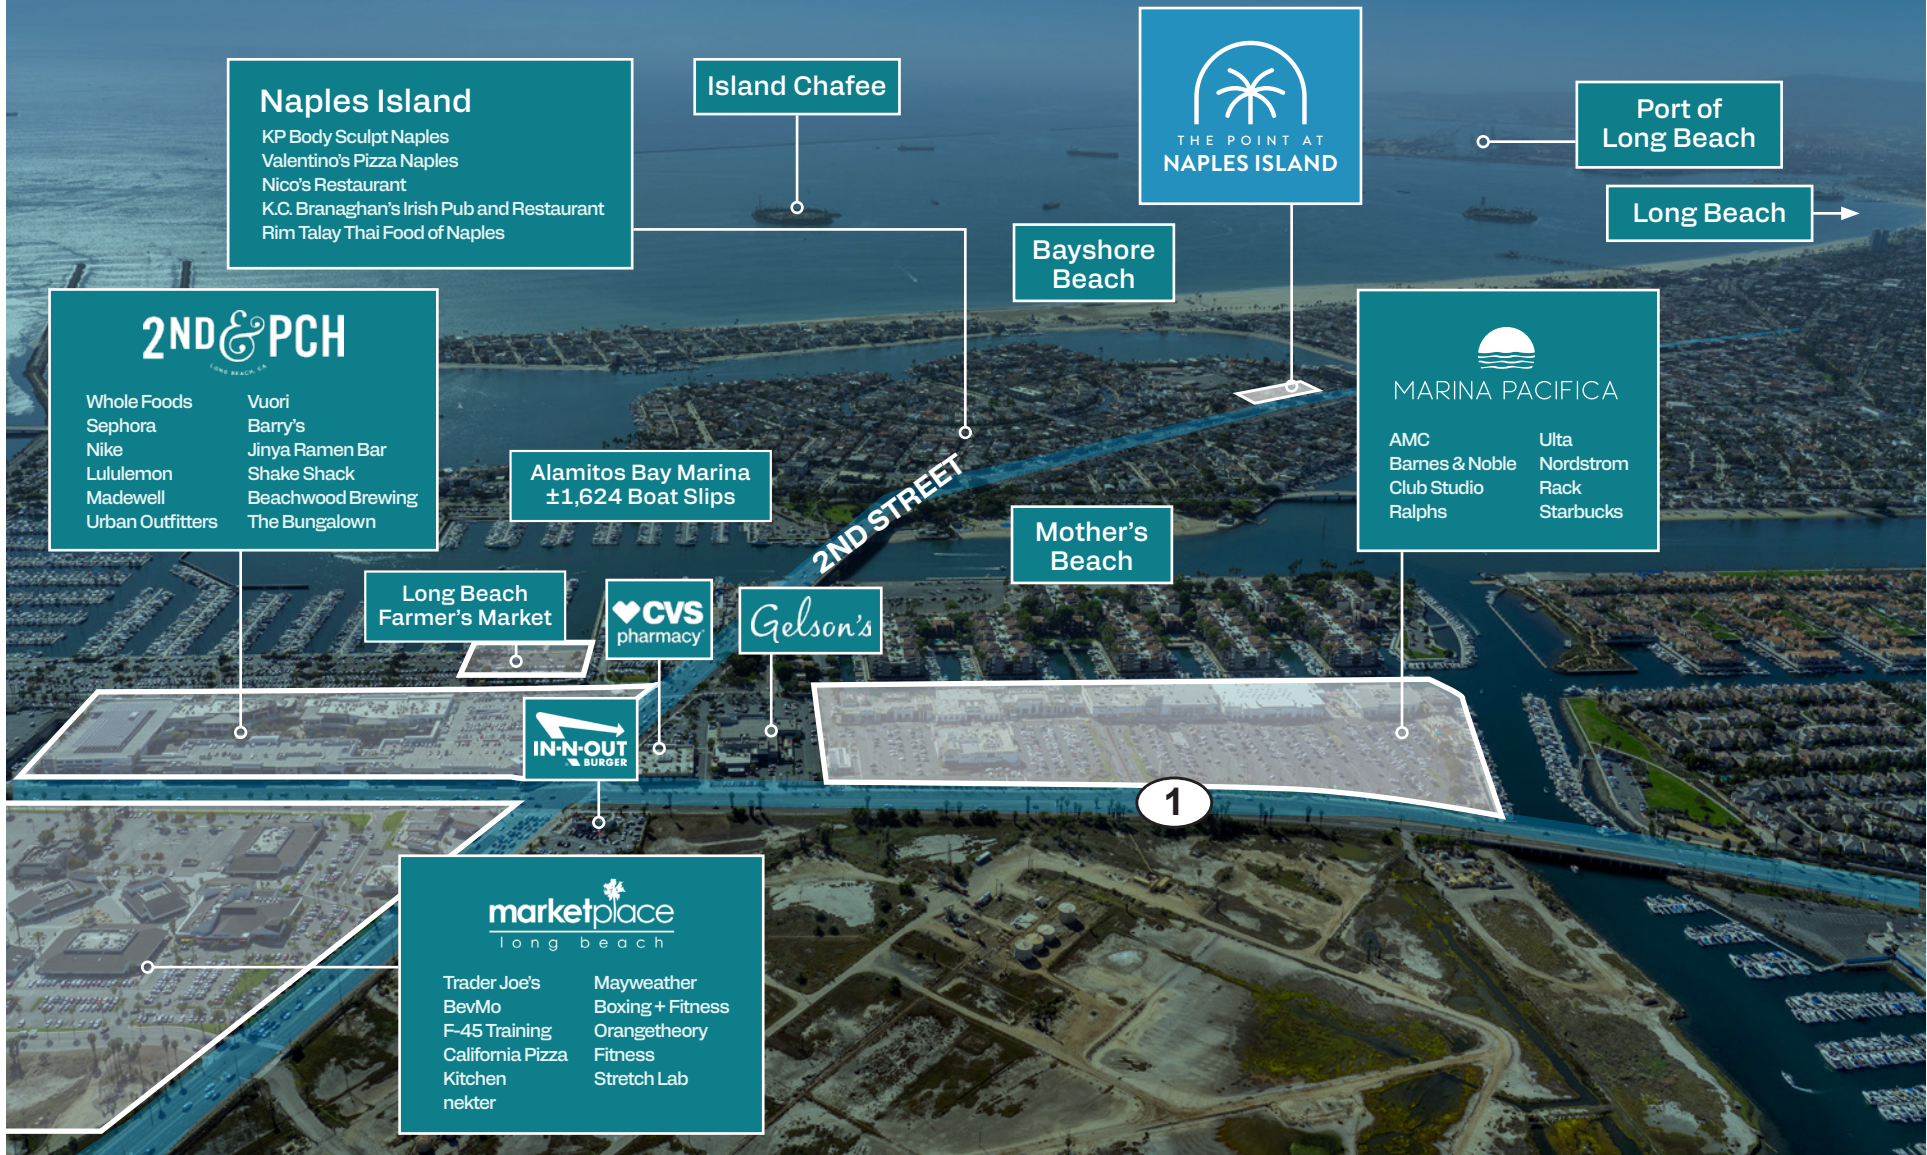 Naples Island
KP Body Sculpt Naples
Valentino's Pizza Naples
Nico's Restaurant
K.C. Branaghan's Irish Pub and Restaurant
Rim Talay Thai Food of Naples
Island Chafee
THE POINT AT
NAPLES ISLAND
Port of
Long Beach
Long Beach
Bayshore
Beach
2ND & PCH
LONG BEACH, CA
Whole Foods
Sephora
Nike
Lululemon
Madewell
Urban Outfitters
Vuori
Barry's
Jinya Ramen Bar
Shake Shack
Beachwood Brewing
The Bungalown
MARINA PACIFICA
AMC
Barnes & Noble
Club Studio
Ralphs
Ulta
Nordstrom
Rack
Starbucks
Alamitos Bay Marina
±1,624 Boat Slips
2ND STREET
Mother's
Beach
Long Beach
Farmer's Market
CVS
pharmacy
Gelson's
IN-N-OUT
BURGER
1
marketplace
long beach
Trader Joe's
BevMo
F-45 Training
California Pizza
Kitchen
nekter
Mayweather
Boxing + Fitness
Orangetheory
Fitness
Stretch Lab